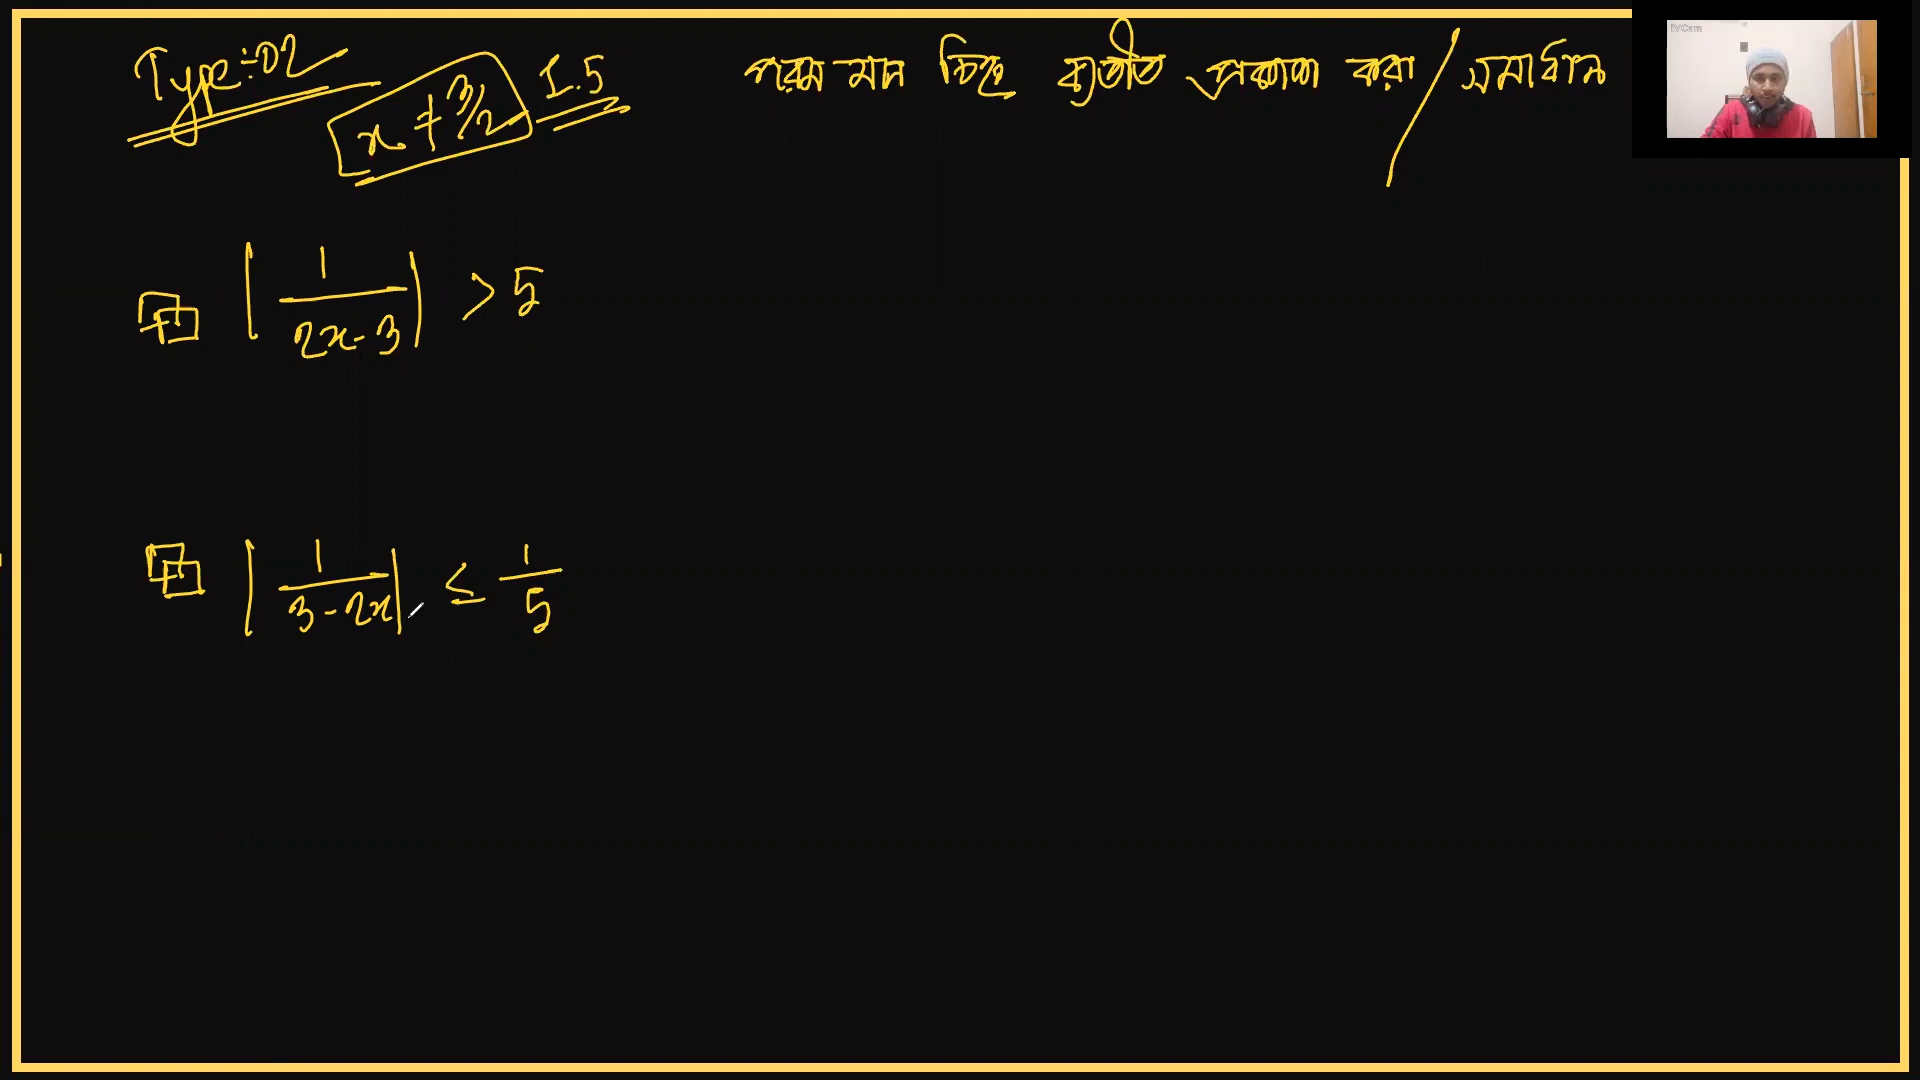 Type÷02
x ≠ 3/2
1.5
পরম মান চিহ্ন ব্যতীত প্রকাশ করা / সমাধান
|1/(2x-3)| > 5
|1/(3-2x)| ≤ 1/5